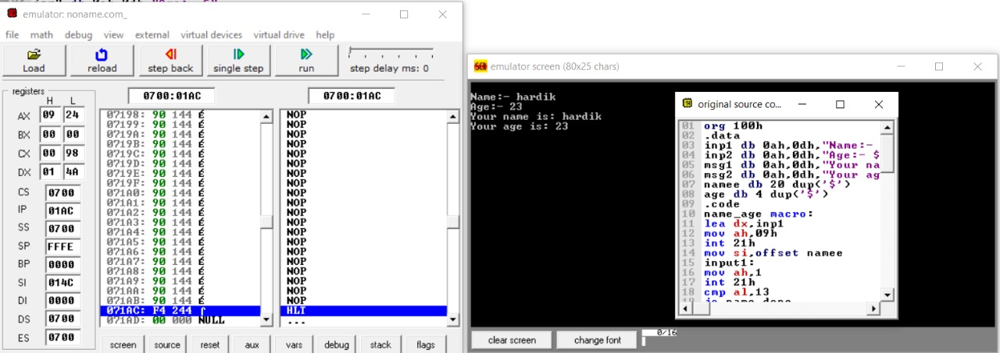 emulator: noname.com_
file math debug view external virtual devices virtual drive help
Load reload step back single step run step delay ms: 0
registers
H L
AX 09 24
BX 00 00
CX 00 98
DX 01 4A
CS 0700
IP 01AC
SS 0700
SP FFFE
BP 0000
SI 014C
DI 0000
DS 0700
ES 0700
0700:01AC 0700:01AC
07198: 90 144 É NOP
07199: 90 144 É NOP
0719A: 90 144 É NOP
0719B: 90 144 É NOP
0719C: 90 144 É NOP
0719D: 90 144 É NOP
0719E: 90 144 É NOP
0719F: 90 144 É NOP
071A0: 90 144 É NOP
071A1: 90 144 É NOP
071A2: 90 144 É NOP
071A3: 90 144 É NOP
071A4: 90 144 É NOP
071A5: 90 144 É NOP
071A6: 90 144 É NOP
071A7: 90 144 É NOP
071A8: 90 144 É NOP
071A9: 90 144 É NOP
071AA: 90 144 É NOP
071AB: 90 144 É NOP
071AC: F4 244 ⌠ HLT
071AD: 00 000 NULL ...
screen source reset aux vars debug stack flags
emulator screen (80x25 chars)
Name:- hardik
Age:- 23
Your name is: hardik
Your age is: 23
clear screen change font 0/16
original source co...
01 org 100h
02 .data
03 inp1 db 0ah,0dh,"Name:-
04 inp2 db 0ah,0dh,"Age:- $
05 msg1 db 0ah,0dh,"Your na
06 msg2 db 0ah,0dh,"Your ag
07 namee db 20 dup('$')
08 age db 4 dup('$')
09 .code
10 name_age macro:
11 lea dx,inp1
12 mov ah,09h
13 int 21h
14 mov si,offset namee
15 input1:
16 mov ah,1
17 int 21h
18 cmp al,13